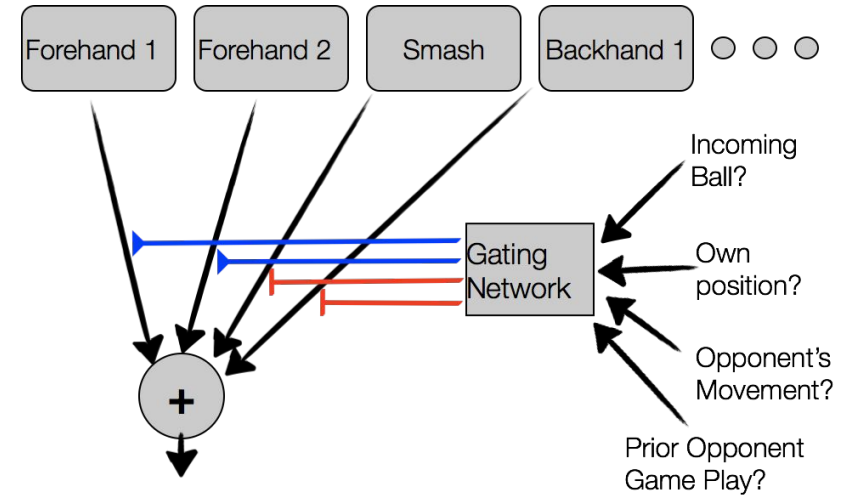 Forehand 1
Forehand 2
Smash
Backhand 1
Incoming
Ball?
Gating
Network
Own
position?
Opponent's
Movement?
+
Prior Opponent
Game Play?